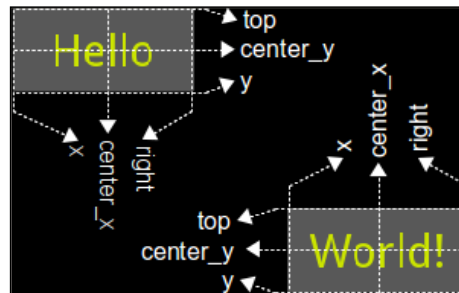 Hello
top
center_y
y
x
center_x
right
x
center_x
right
top
center_y
y
World!